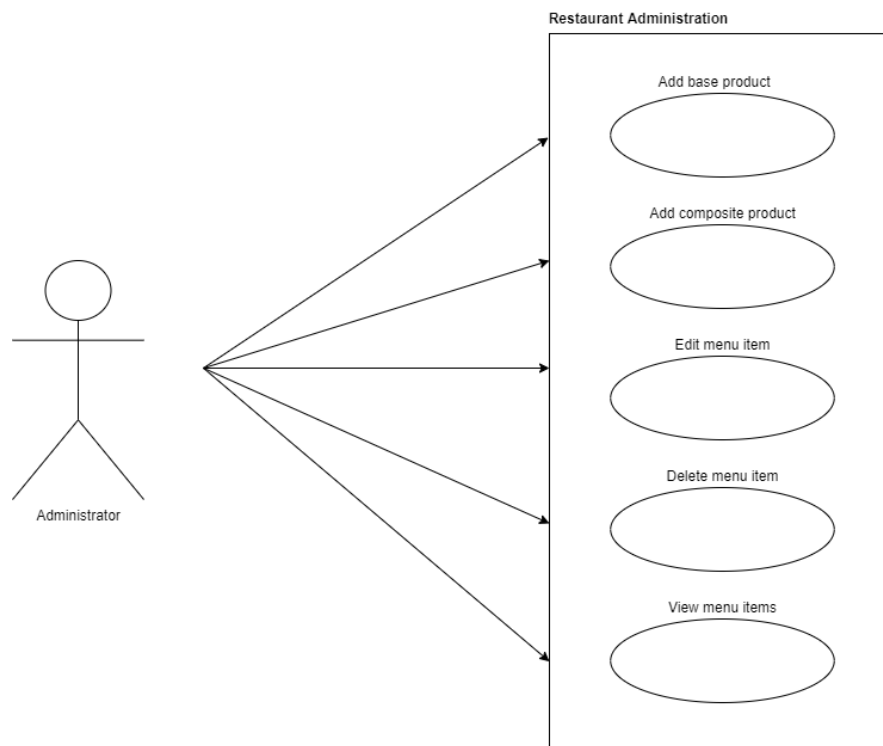 Restaurant Administration
Add base product
Add composite product
Edit menu item
Delete menu item
Administrator
View menu items